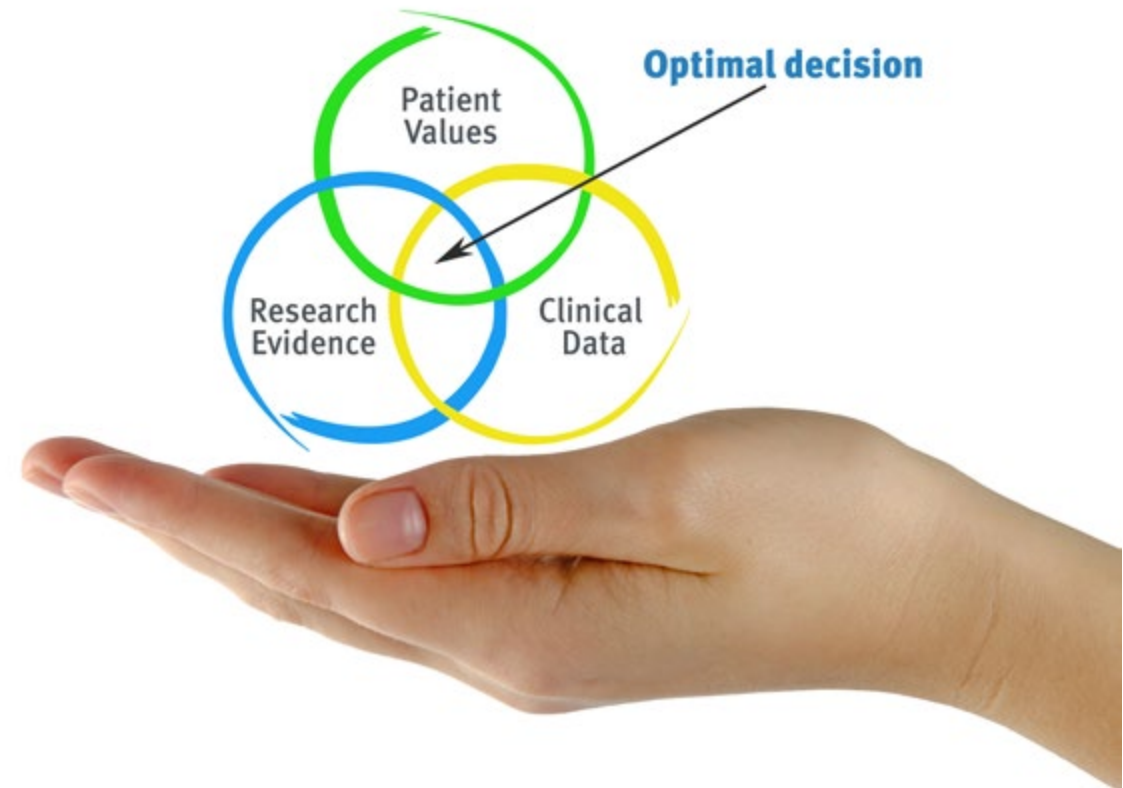 Optimal decision
Patient
Values
Research
Evidence
Clinical
Data